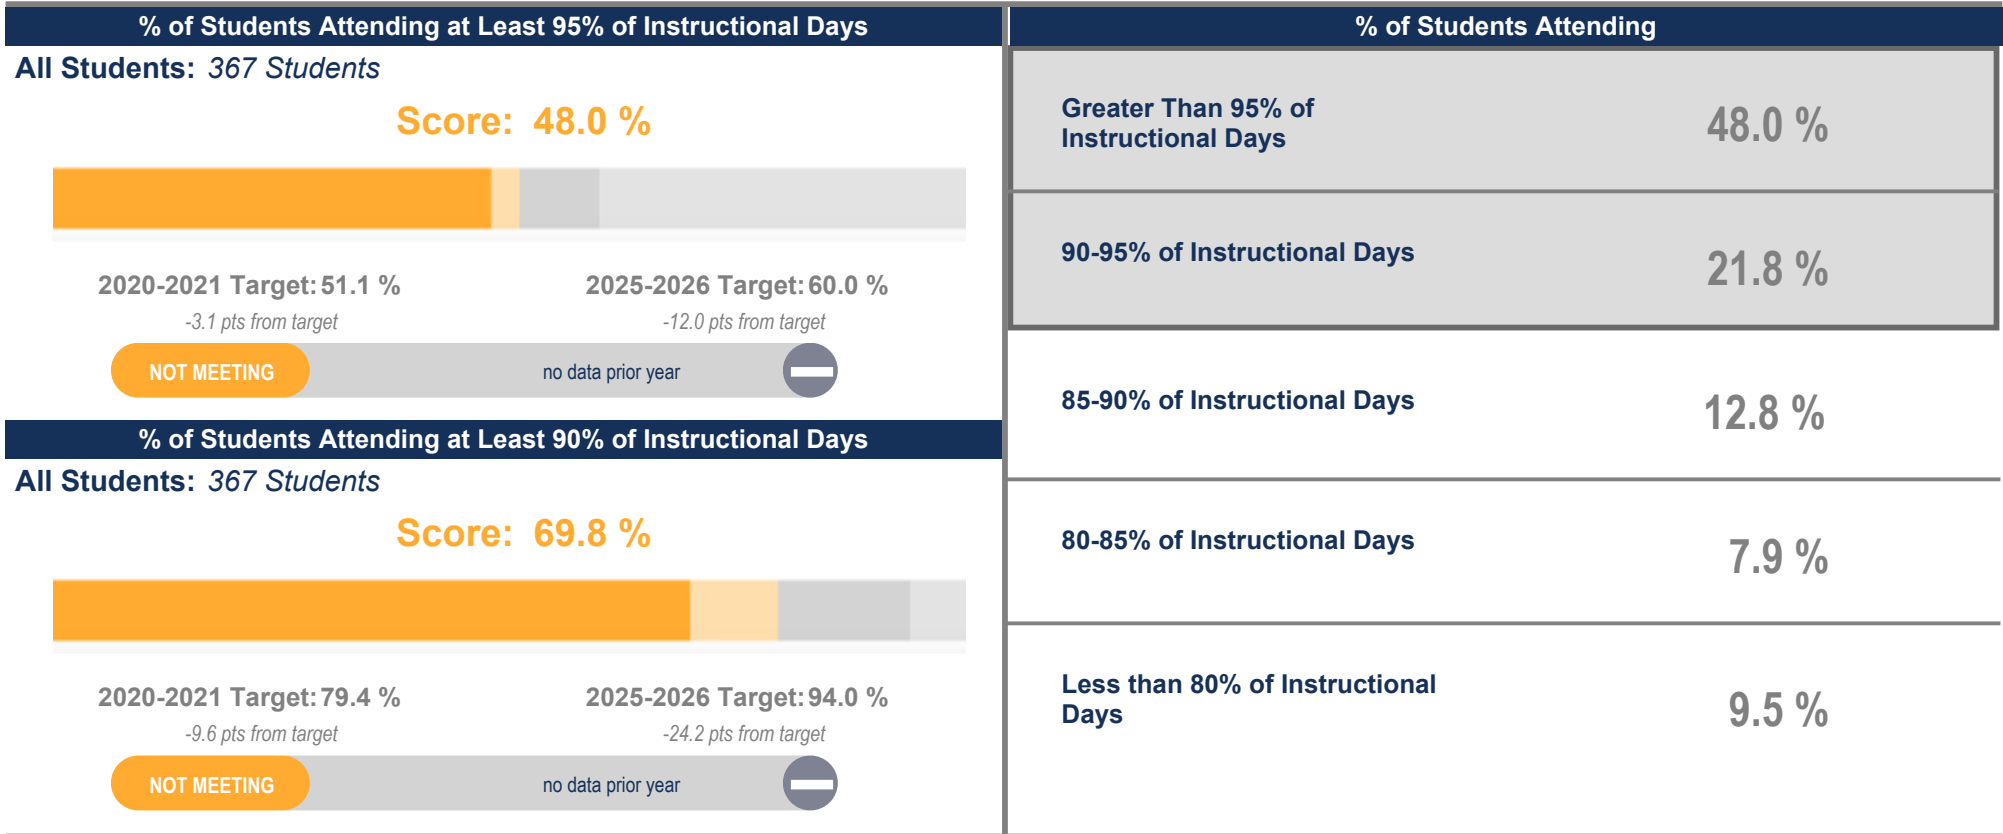 % of Students Attending at Least 95% of Instructional Days
All Students: 367 Students
Score: 48.0 %
2020-2021 Target: 51.1 %
-3.1 pts from target
2025-2026 Target: 60.0 %
-12.0 pts from target
NOT MEETING
no data prior year
% of Students Attending at Least 90% of Instructional Days
All Students: 367 Students
Score: 69.8 %
2020-2021 Target: 79.4 %
-9.6 pts from target
2025-2026 Target: 94.0 %
-24.2 pts from target
NOT MEETING
no data prior year
% of Students Attending
Greater Than 95% of
Instructional Days
48.0 %
90-95% of Instructional Days
21.8 %
85-90% of Instructional Days
12.8 %
80-85% of Instructional Days
7.9 %
Less than 80% of Instructional
Days
9.5 %